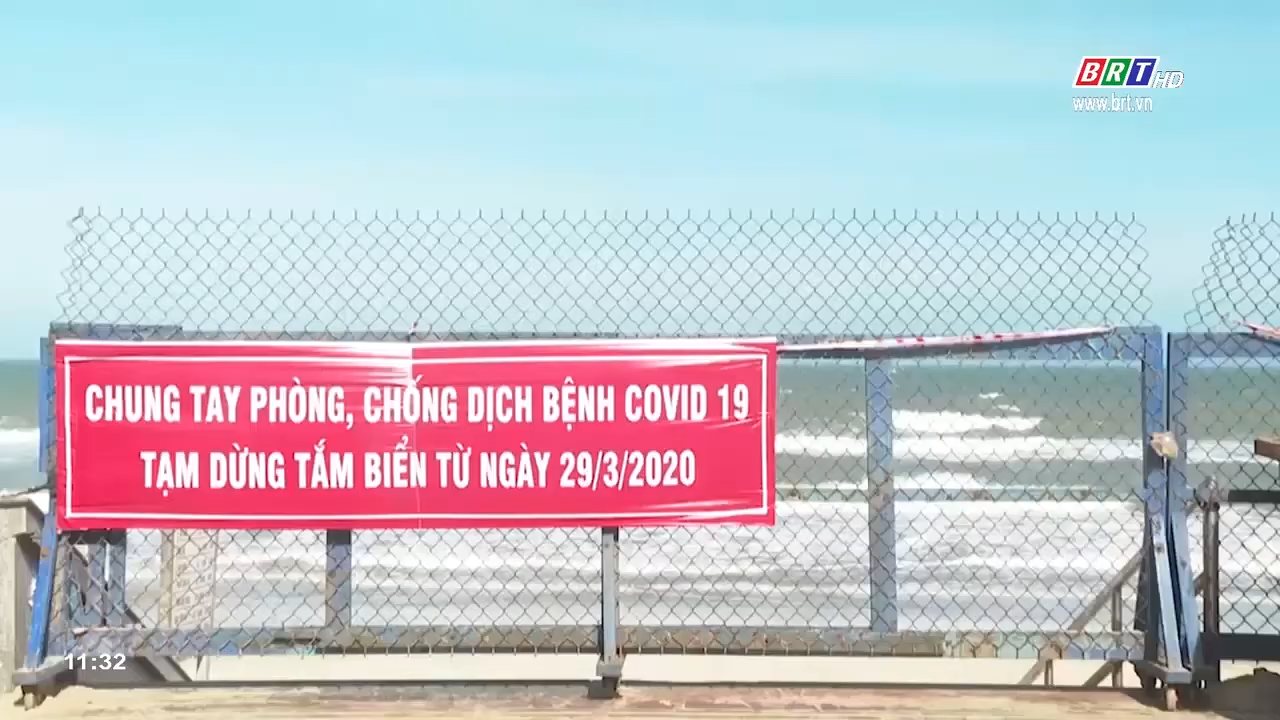 BRT HD
www.brt.vn
CHUNG TAY PHÒNG, CHỐNG DỊCH BỆNH COVID 19
TẠM DỪNG TẮM BIỂN TỪ NGÀY 29/3/2020
11:32